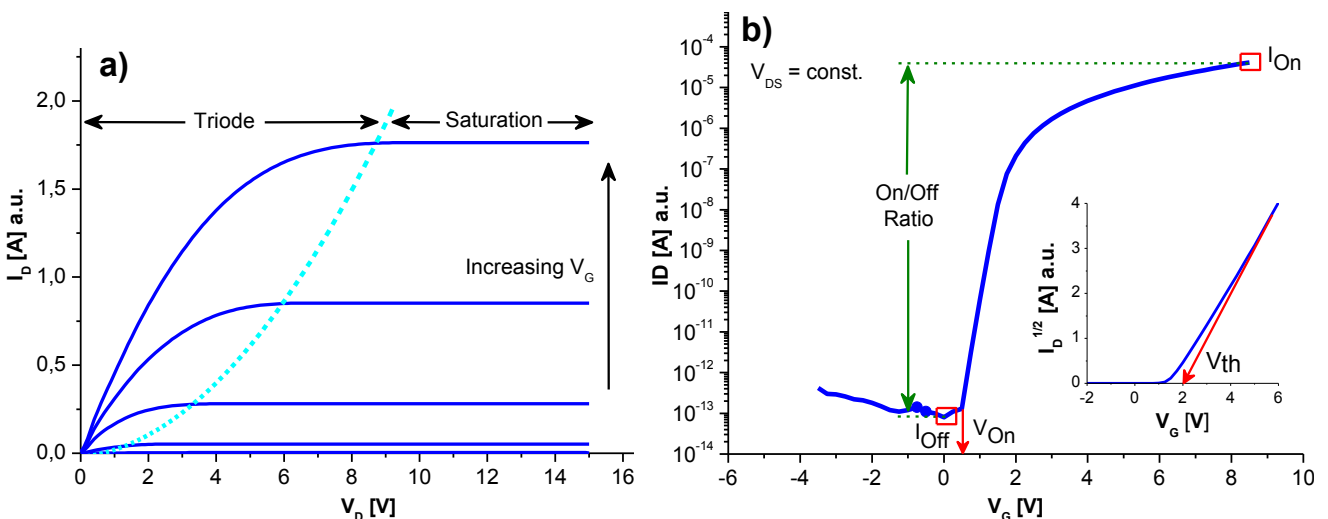 a)
I_D [A] a.u.
2,0
1,5
1,0
0,5
0,0
Triode
Saturation
Increasing V_G
0 2 4 6 8 10 12 14 16
V_D [V]
b)
ID [A] a.u.
10^-4
10^-5
10^-6
10^-7
10^-8
10^-9
10^-10
10^-11
10^-12
10^-13
10^-14
V_DS = const.
I_On
On/Off
Ratio
I_Off
V_On
-6 -4 -2 0 2 4 6 8 10
V_G [V]
I_D^1/2 [A] a.u.
4
3
2
1
0
Vth
-2 0 2 4 6
V_G [V]